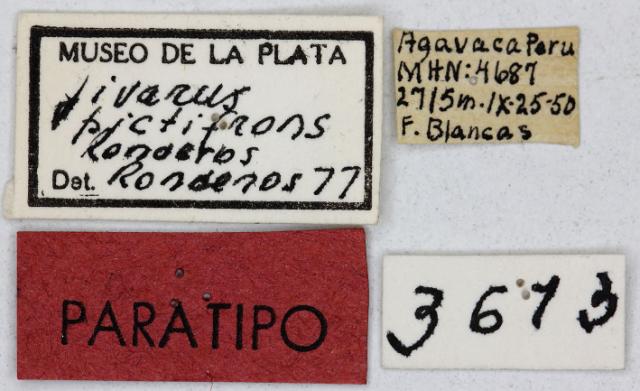 MUSEO DE LA PLATA
Jivarus
pictifrons
Ronderos
Det. Ronderos 77
Agavaca Peru
MHN:4687
2715m.IX-25-50
F. Blancas
PARATIPO
3673